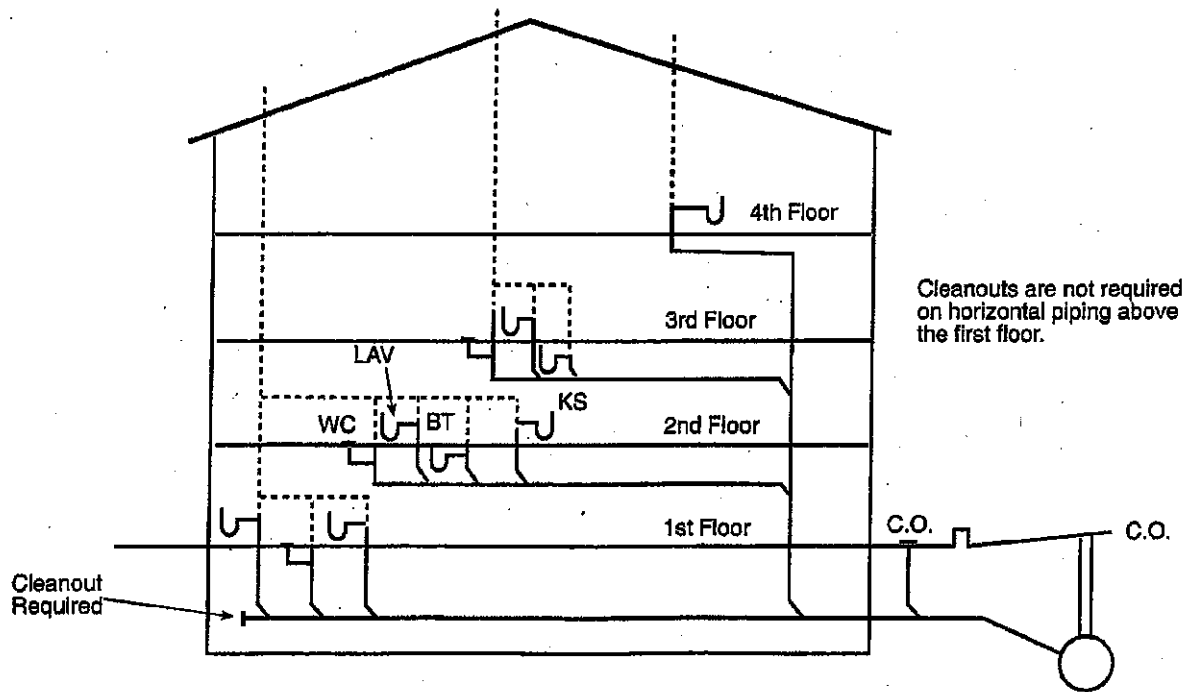 4th Floor
Cleanouts are not required
on horizontal piping above
the first floor.
3rd Floor
LAV
KS
WC
BT
2nd Floor
C.O.
1st Floor
C.O.
Cleanout
Required